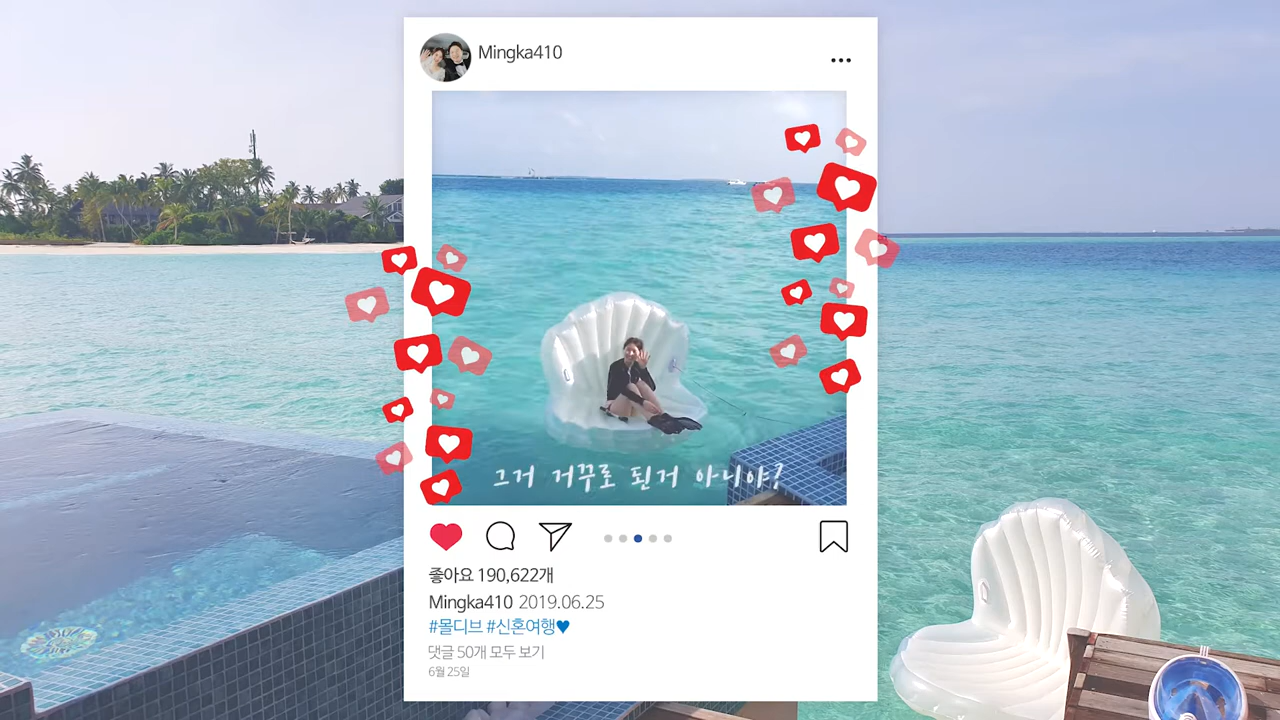 Mingka410
그거 거꾸로 된거 아니야?
좋아요 190,622개
Mingka410 2019.06.25
#몰디브 #신혼여행♥
댓글 50개 모두 보기
6월 25일